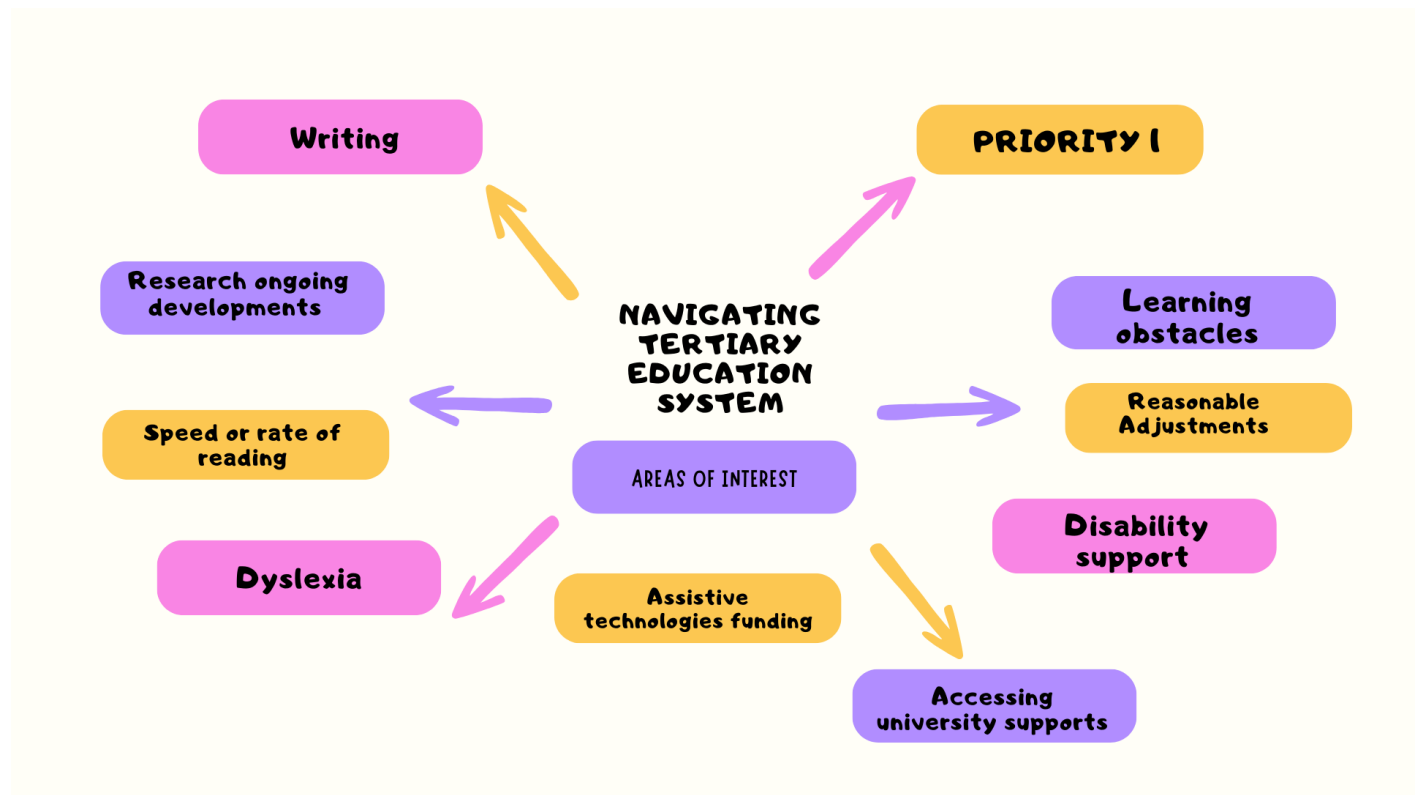 Writing
PRIORITY 1
Research ongoing
developments
Learning
obstacles
NAVIGATING
TERTIARY
EDUCATION
SYSTEM
Speed or rate of
reading
Reasonable
Adjustments
AREAS OF INTEREST
Disability
support
Dyslexia
Assistive
technologies funding
Accessing
university supports